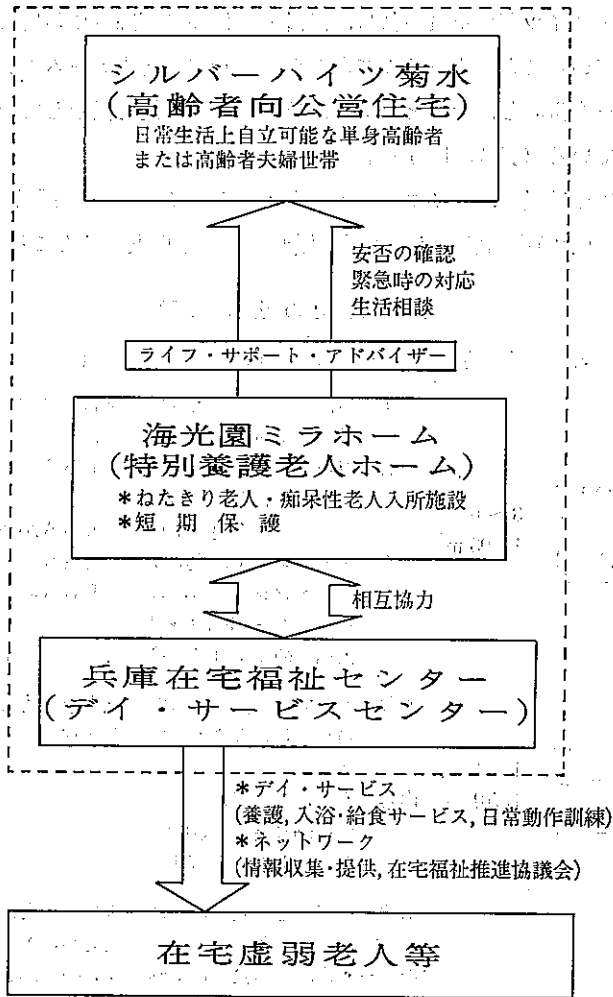 シルバーハイツ菊水
(高齢者向公営住宅)
日常生活上自立可能な単身高齢者
または高齢者夫婦世帯
安否の確認
緊急時の対応
生活相談
ライフ・サポート・アドバイザー
海光園ミラホーム
(特別養護老人ホーム)
*ねたきり老人・痴呆性老人入所施設
*短期保護
相互協力
兵庫在宅福祉センター
(デイ・サービスセンター)
*デイ・サービス
(養護,入浴・給食サービス,日常動作訓練)
*ネットワーク
(情報収集・提供,在宅福祉推進協議会)
在宅虚弱老人等